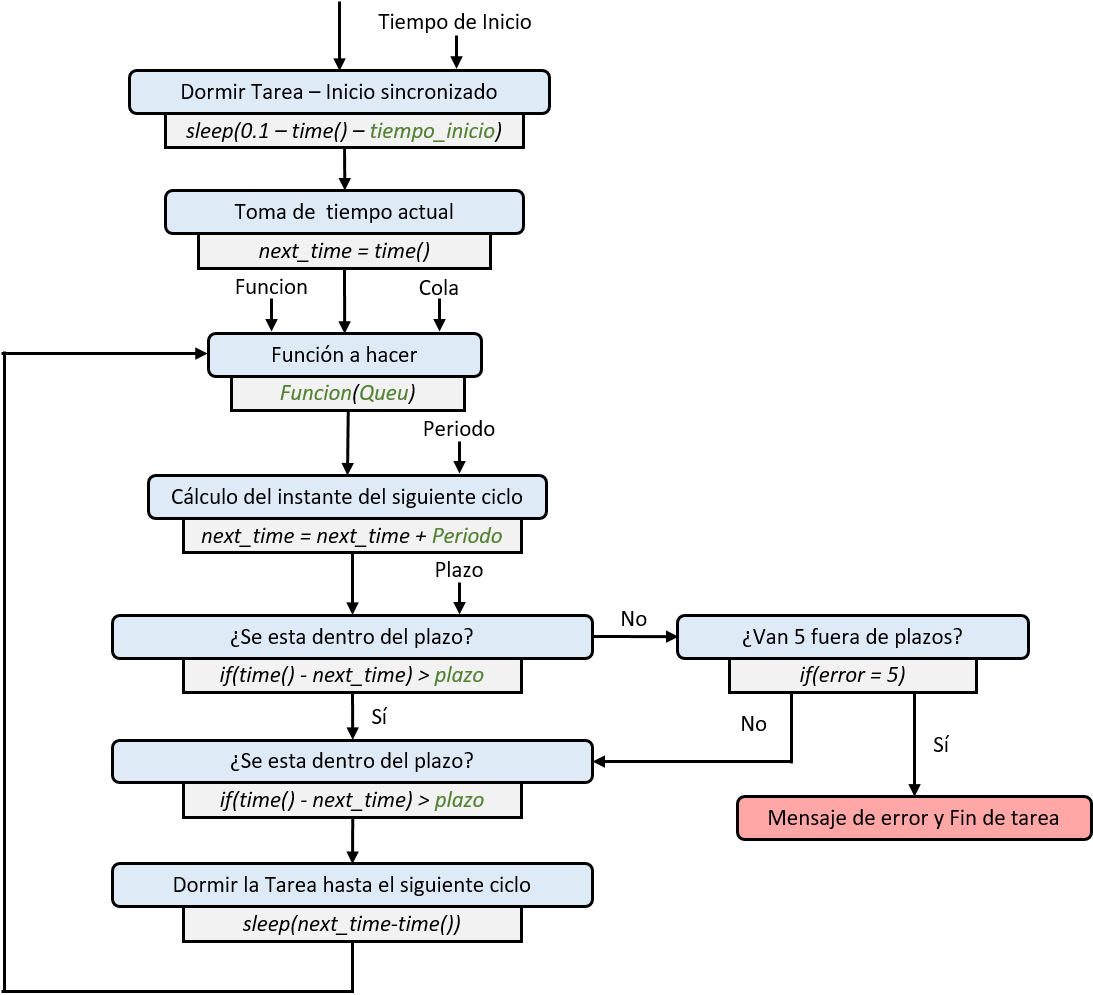 Tiempo de Inicio
Dormir Tarea – Inicio sincronizado
sleep(0.1 – time() – tiempo_inicio)
Toma de tiempo actual
next_time = time()
Funcion
Cola
Función a hacer
Funcion(Queu)
Periodo
Cálculo del instante del siguiente ciclo
next_time = next_time + Periodo
Plazo
¿Se esta dentro del plazo?
if(time() - next_time) > plazo
No
¿Van 5 fuera de plazos?
if(error = 5)
Sí
No
Sí
¿Se esta dentro del plazo?
if(time() - next_time) > plazo
Mensaje de error y Fin de tarea
Dormir la Tarea hasta el siguiente ciclo
sleep(next_time-time())